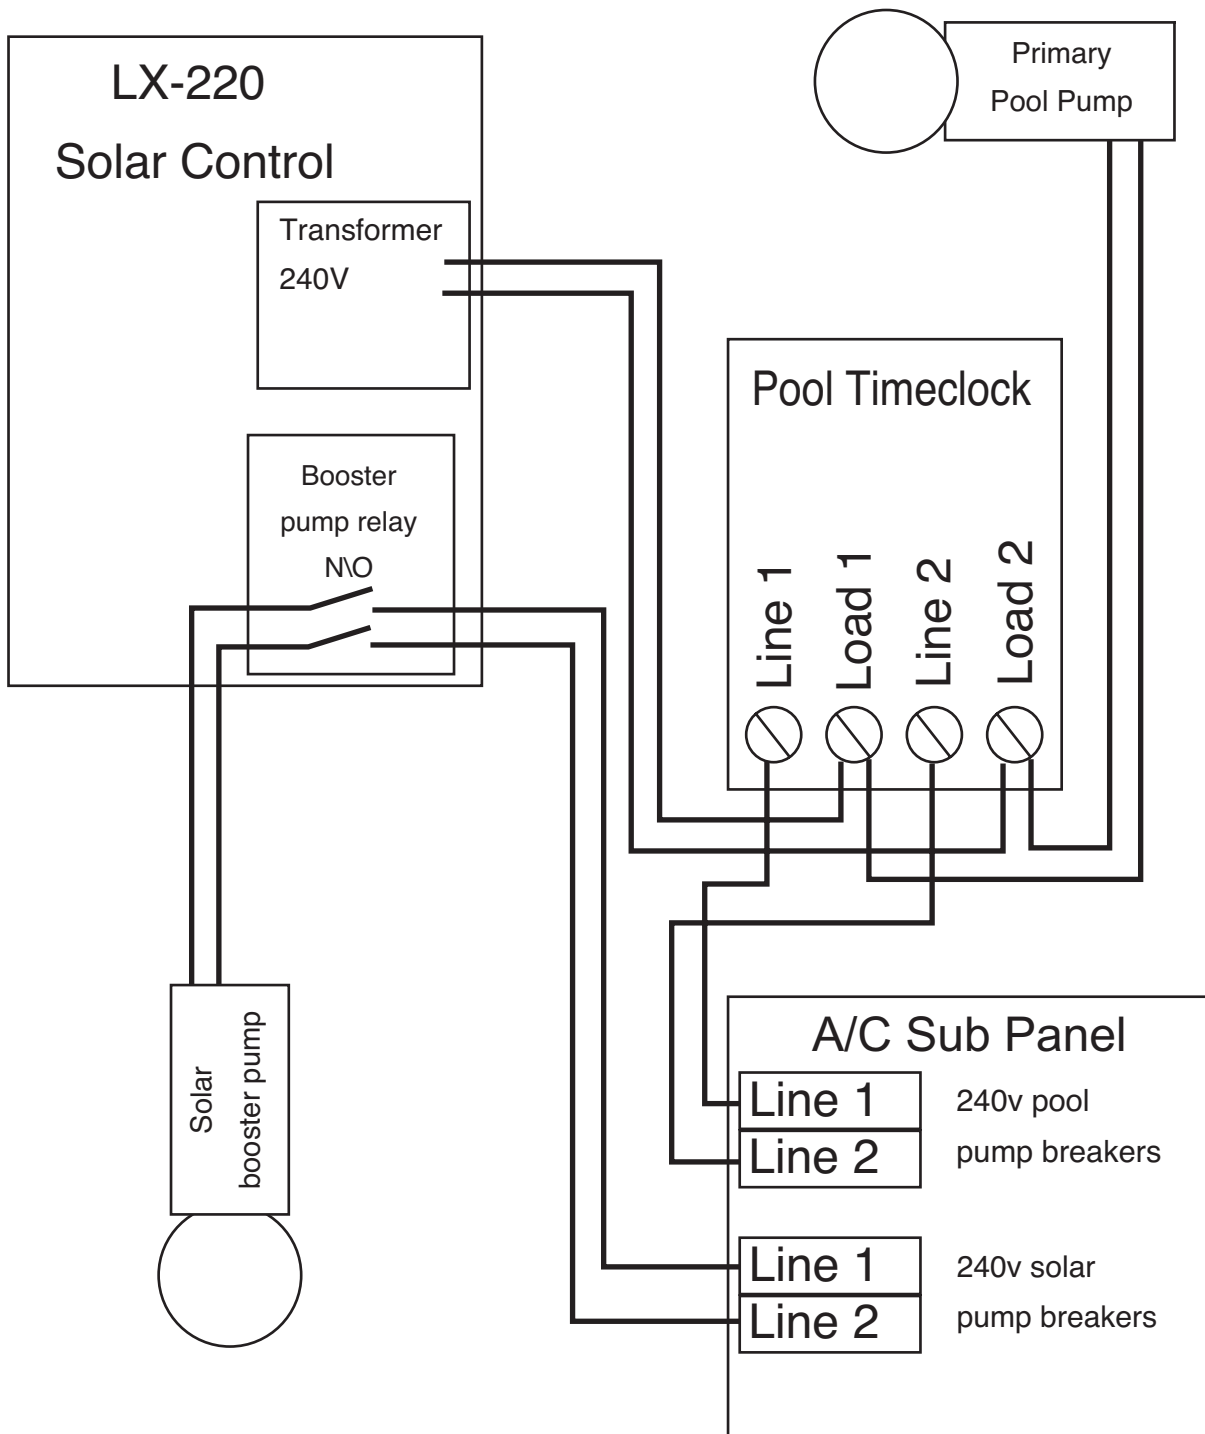 LX-220
Solar Control
Transformer
240V
Booster
pump relay
N\O
Primary
Pool Pump
Pool Timeclock
Line 1
Load 1
Line 2
Load 2
Solar
booster pump
A/C Sub Panel
Line 1
Line 2
240v pool
pump breakers
Line 1
Line 2
240v solar
pump breakers